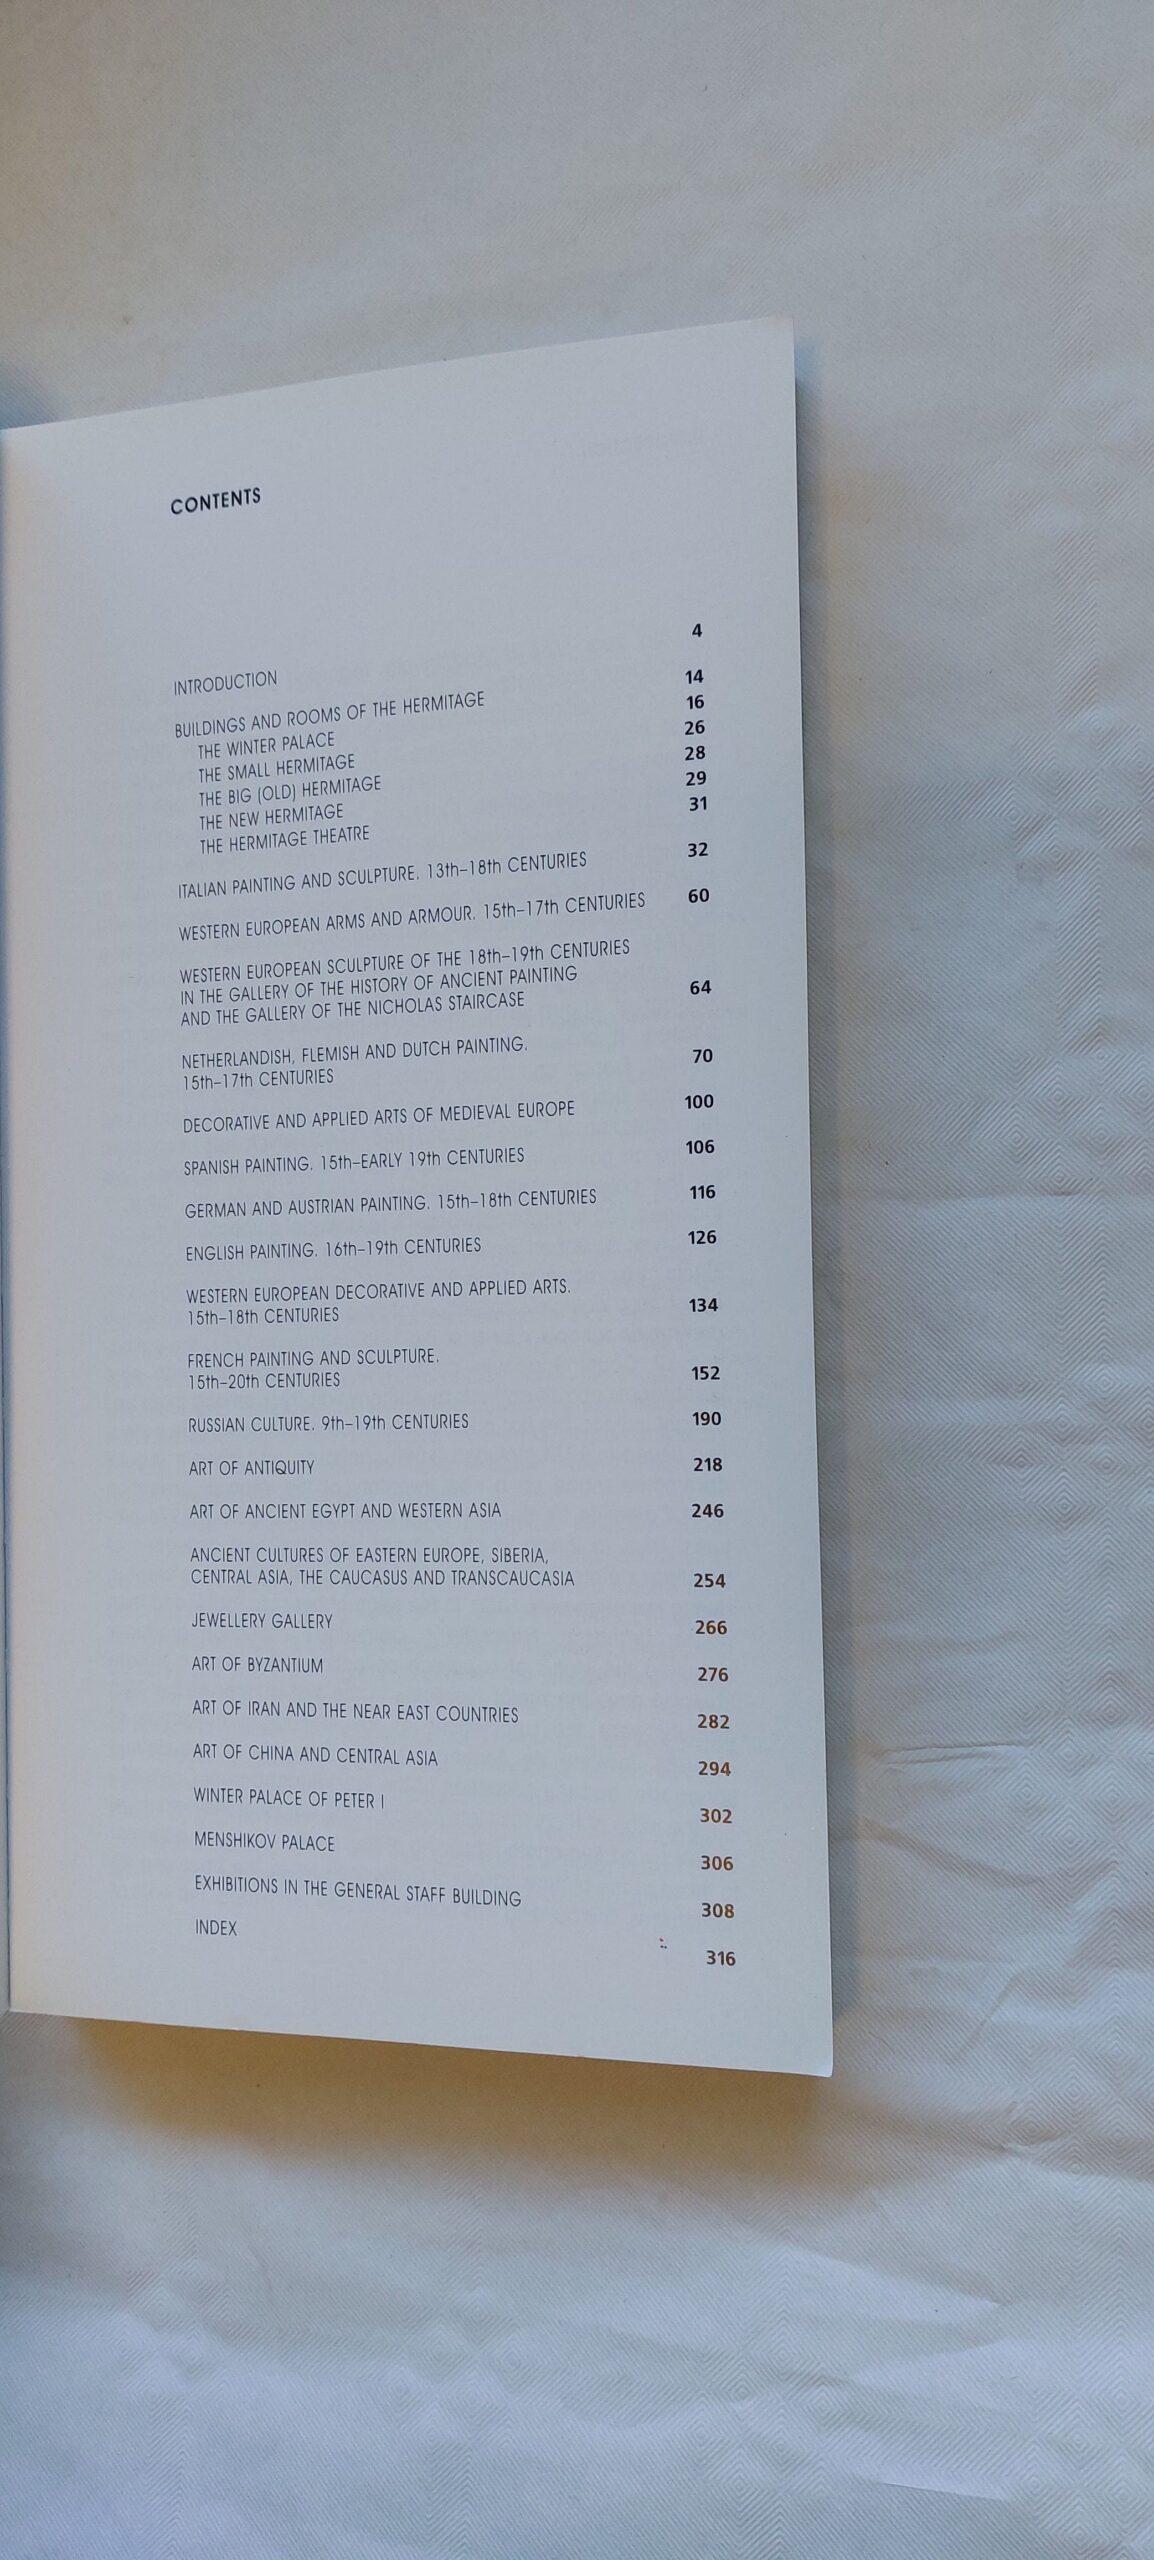 CONTENTS
INTRODUCTION 4
BUILDINGS AND ROOMS OF THE HERMITAGE 14
THE WINTER PALACE 16
THE SMALL HERMITAGE 26
THE BIG (OLD) HERMITAGE 28
THE NEW HERMITAGE 29
THE HERMITAGE THEATRE 31
ITALIAN PAINTING AND SCULPTURE. 13th–18th CENTURIES 32
WESTERN EUROPEAN ARMS AND ARMOUR. 15th–17th CENTURIES 60
WESTERN EUROPEAN SCULPTURE OF THE 18th–19th CENTURIES
IN THE GALLERY OF THE HISTORY OF ANCIENT PAINTING
AND THE GALLERY OF THE NICHOLAS STAIRCASE 64
NETHERLANDISH, FLEMISH AND DUTCH PAINTING.
15th–17th CENTURIES 70
DECORATIVE AND APPLIED ARTS OF MEDIEVAL EUROPE 100
SPANISH PAINTING. 15th–EARLY 19th CENTURIES 106
GERMAN AND AUSTRIAN PAINTING. 15th–18th CENTURIES 116
ENGLISH PAINTING. 16th–19th CENTURIES 126
WESTERN EUROPEAN DECORATIVE AND APPLIED ARTS.
15th–18th CENTURIES 134
FRENCH PAINTING AND SCULPTURE.
15th–20th CENTURIES 152
RUSSIAN CULTURE. 9th–19th CENTURIES 190
ART OF ANTIQUITY 218
ART OF ANCIENT EGYPT AND WESTERN ASIA 246
ANCIENT CULTURES OF EASTERN EUROPE, SIBERIA,
CENTRAL ASIA, THE CAUCASUS AND TRANSCAUCASIA 254
JEWELLERY GALLERY 266
ART OF BYZANTIUM 276
ART OF IRAN AND THE NEAR EAST COUNTRIES 282
ART OF CHINA AND CENTRAL ASIA 294
WINTER PALACE OF PETER I 302
MENSHIKOV PALACE 306
EXHIBITIONS IN THE GENERAL STAFF BUILDING 308
INDEX 316